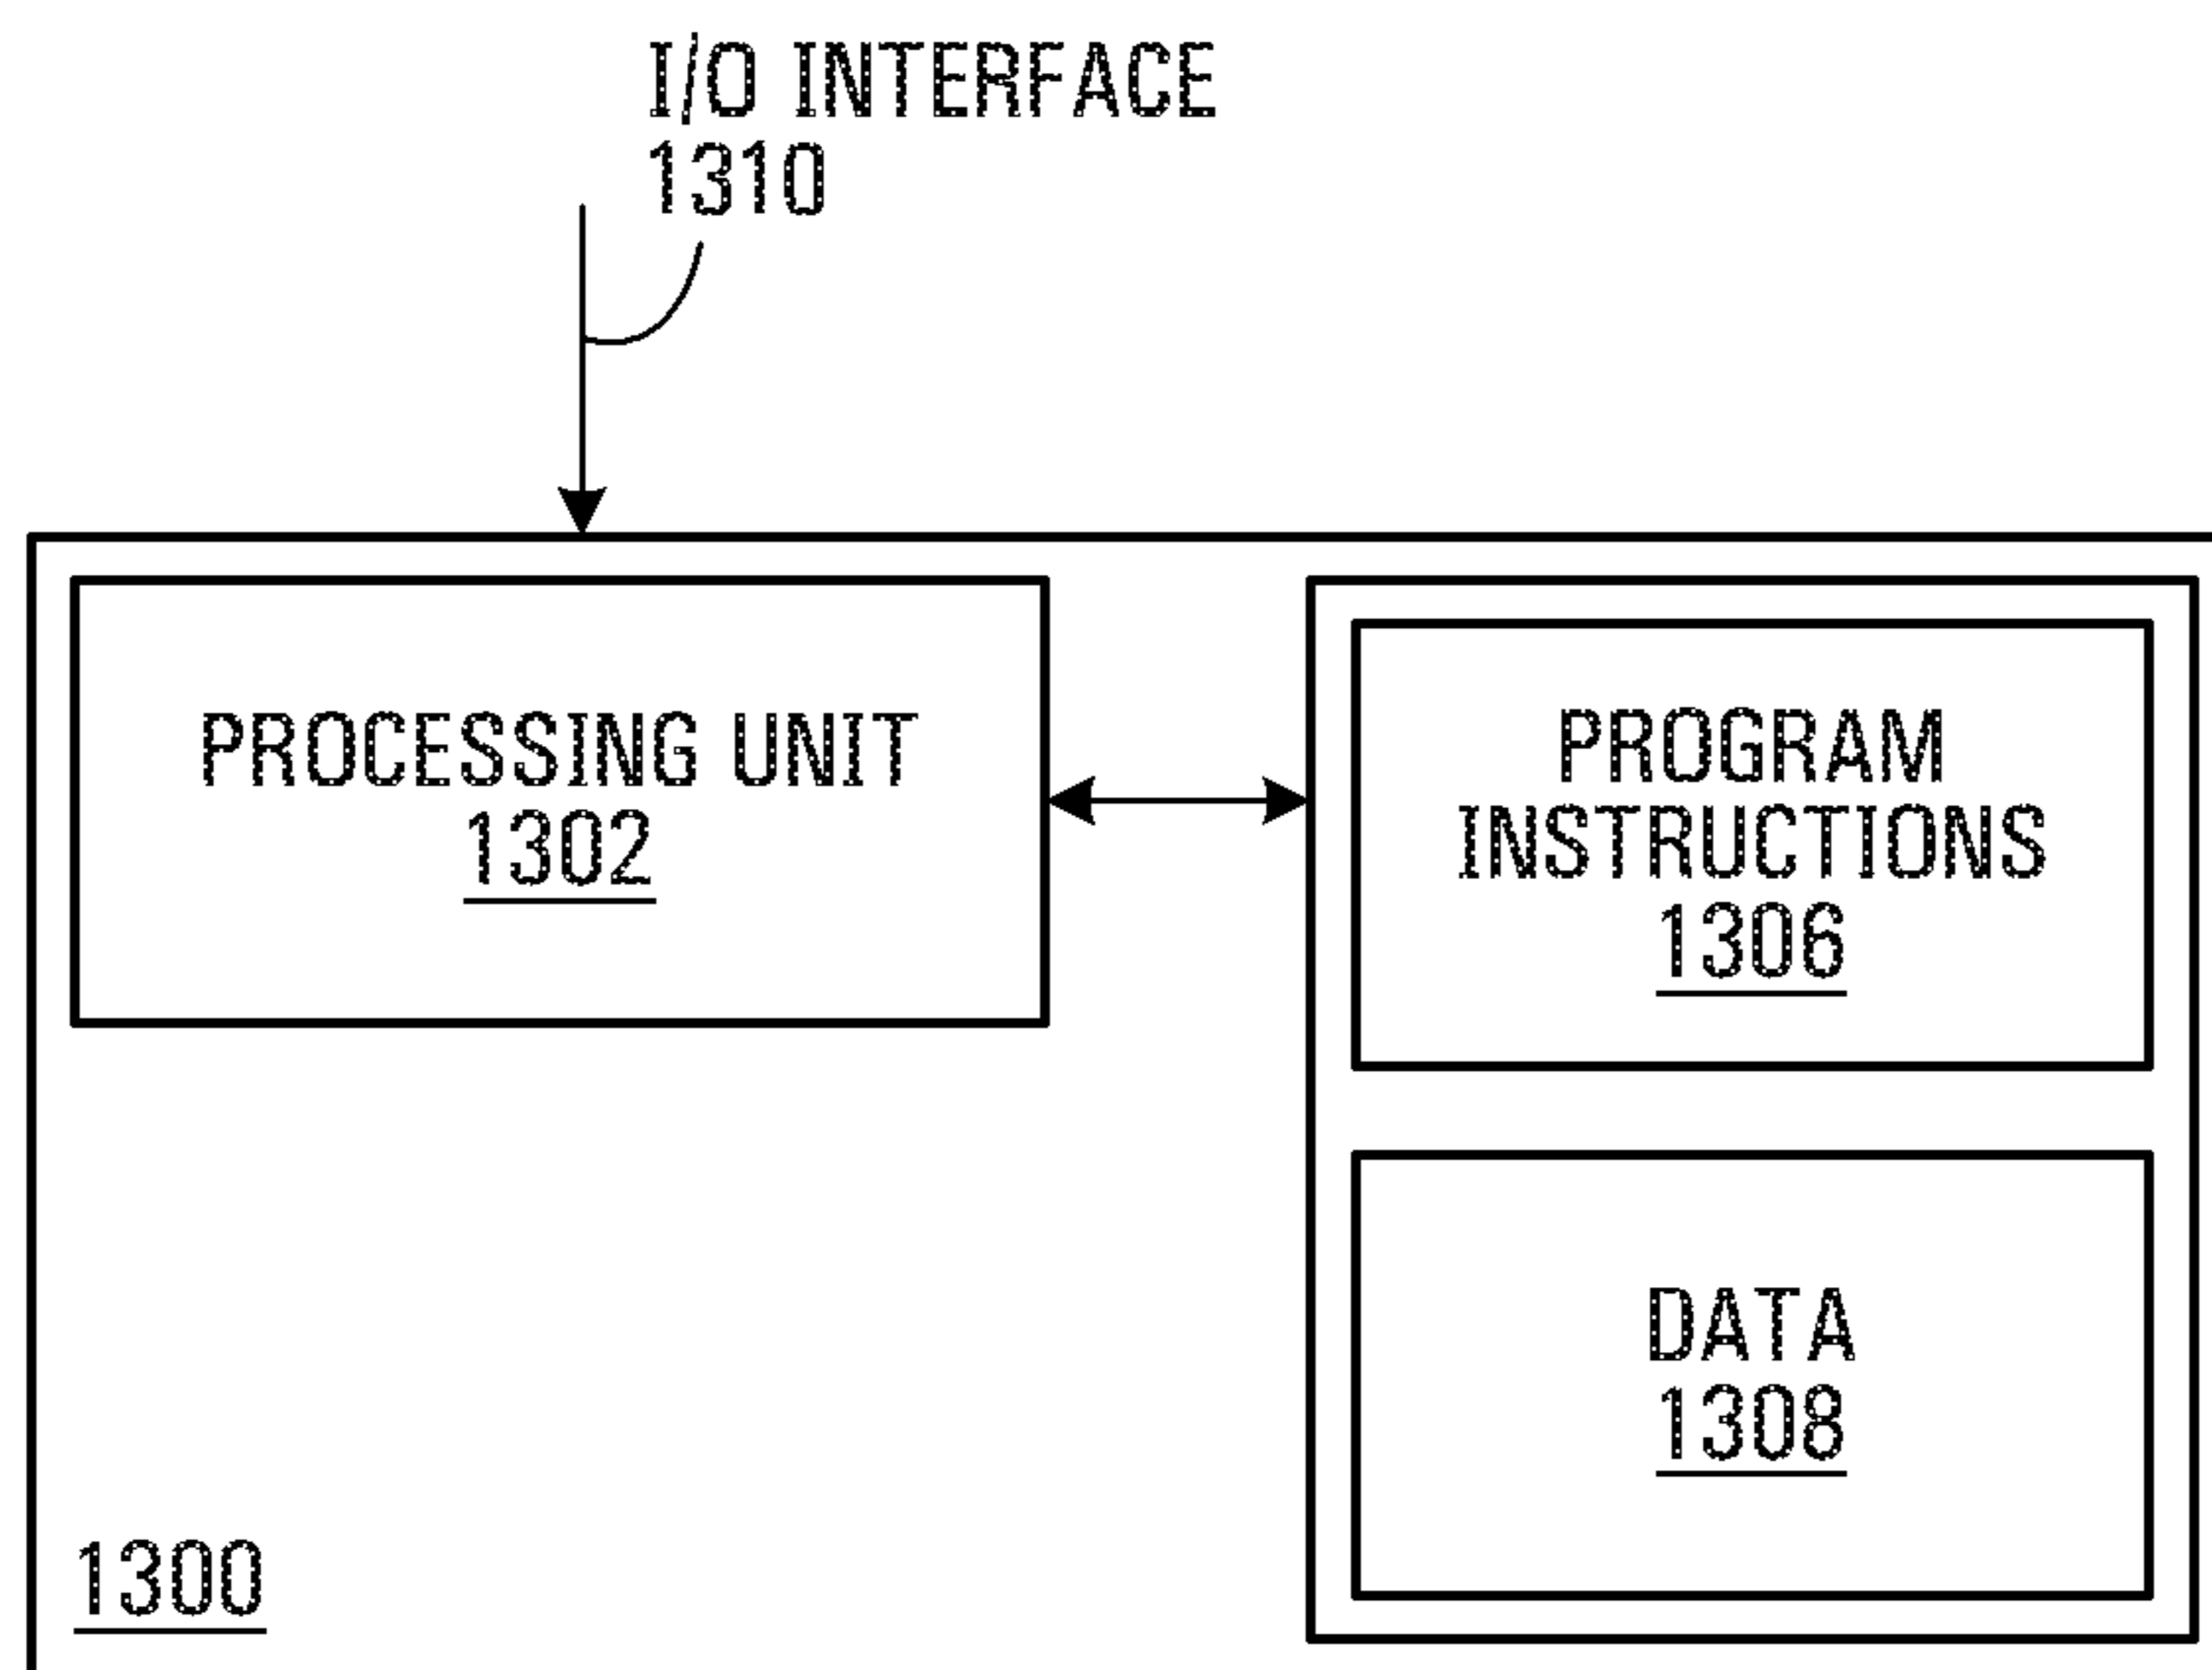 I/O INTERFACE
1310
PROCESSING UNIT
1302
PROGRAM
INSTRUCTIONS
1306
DATA
1308
1300